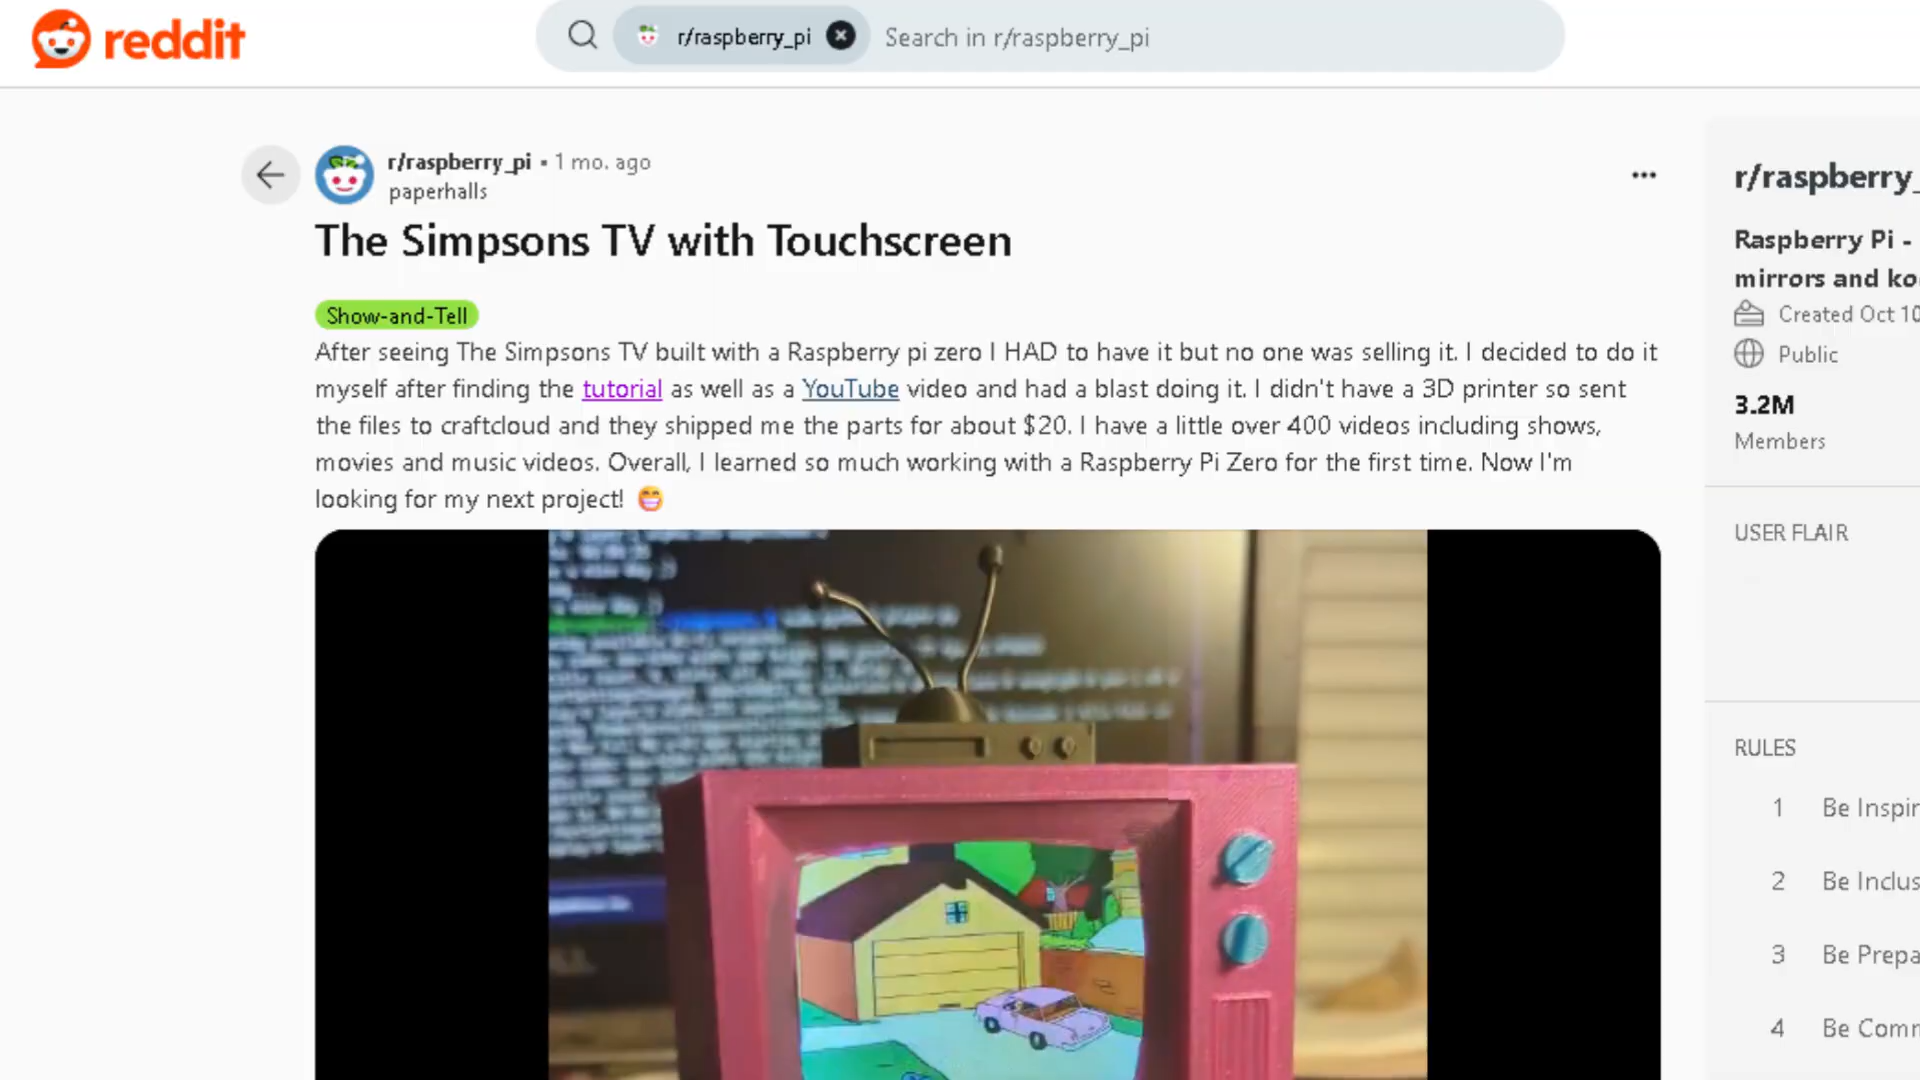 reddit
r/raspberry_pi
Search in r/raspberry_pi
r/raspberry_pi • 1 mo. ago
paperhalls
The Simpsons TV with Touchscreen
Show-and-Tell
After seeing The Simpsons TV built with a Raspberry pi zero I HAD to have it but no one was selling it. I decided to do it
myself after finding the tutorial as well as a YouTube video and had a blast doing it. I didn't have a 3D printer so sent
the files to craftcloud and they shipped me the parts for about $20. I have a little over 400 videos including shows,
movies and music videos. Overall, I learned so much working with a Raspberry Pi Zero for the first time. Now I'm
looking for my next project! 😁
r/raspberry_
Raspberry Pi -
mirrors and ko
Created Oct 10
Public
3.2M
Members
USER FLAIR
RULES
1 Be Inspir
2 Be Inclus
3 Be Prepa
4 Be Comm